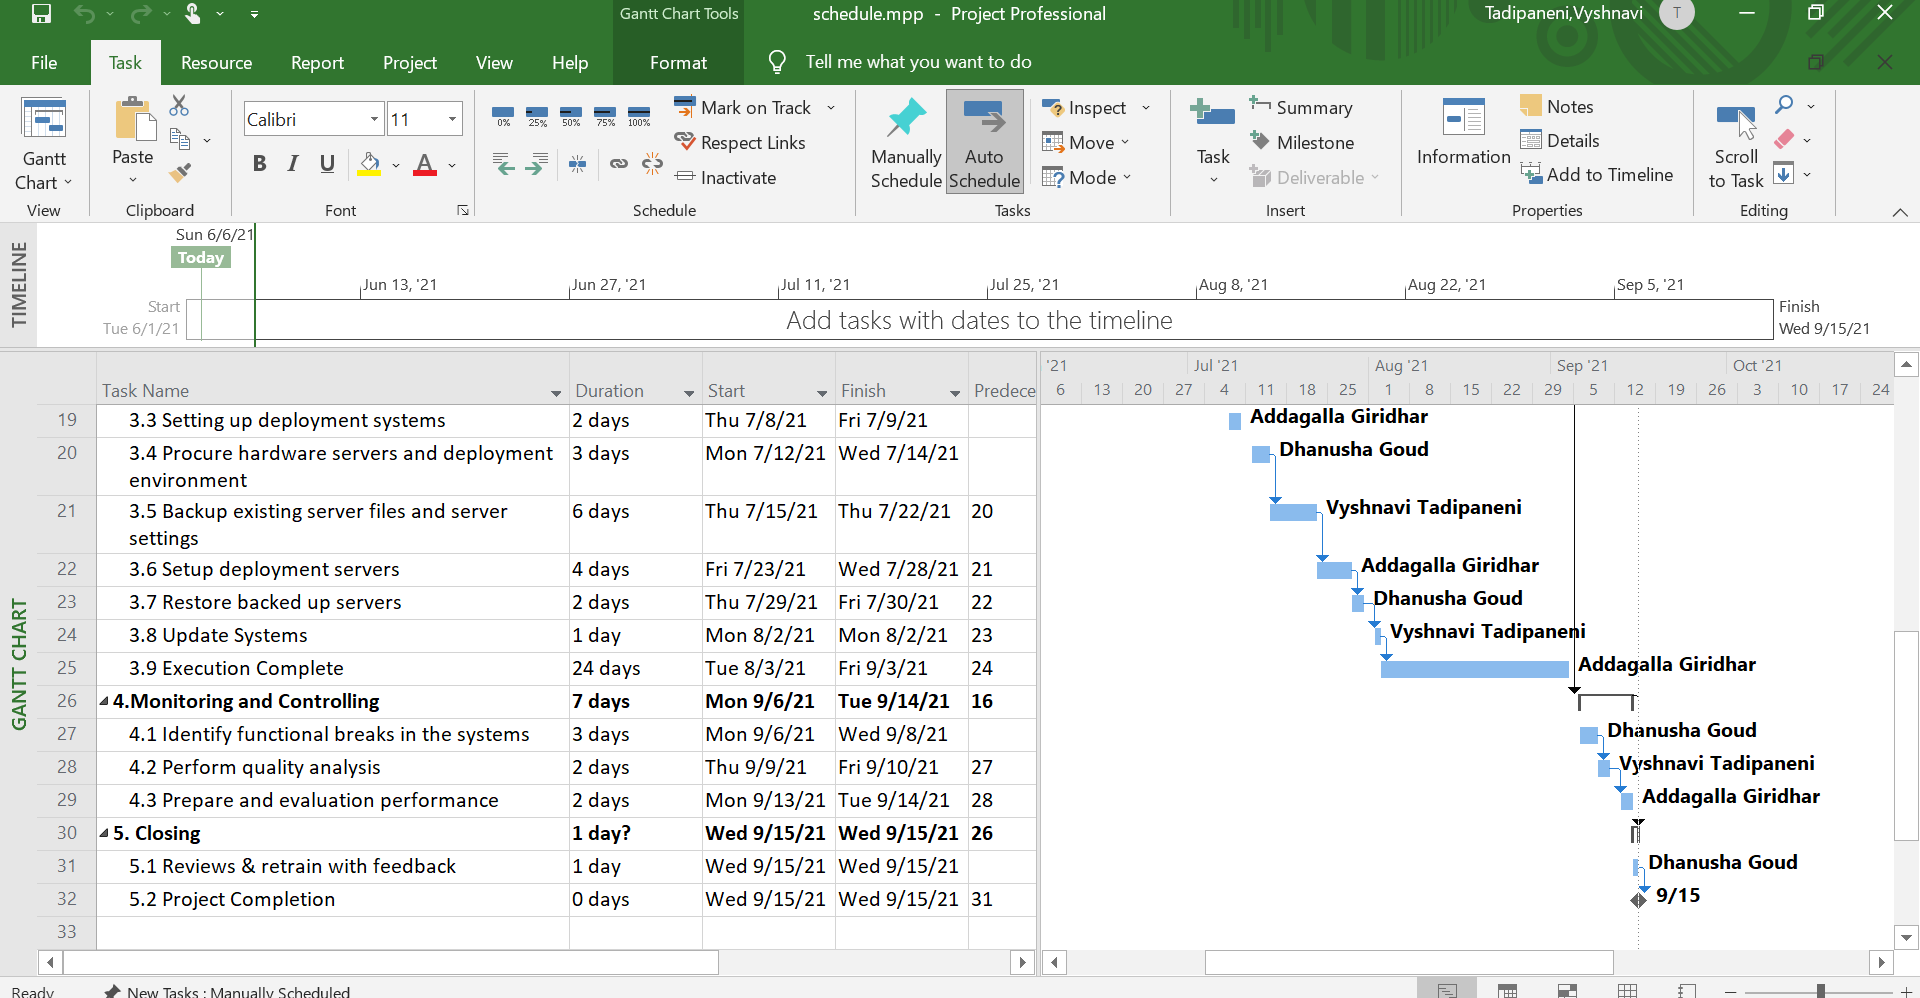 Gantt Chart Tools
schedule.mpp - Project Professional
Tadipaneni,Vyshnavi
T
File Task Resource Report Project View Help Format Tell me what you want to do
Gantt
Chart
View
Paste
Clipboard
Calibri 11
B I U A
Font
0% 25% 50% 75% 100%
Mark on Track
Respect Links
Inactivate
Schedule
Manually
Schedule
Auto
Schedule
Inspect
Move
Mode
Tasks
Task
Summary
Milestone
Deliverable
Insert
Information
Notes
Details
Add to Timeline
Properties
Scroll
to Task
Editing
TIMELINE
Sun 6/6/21
Today
Jun 13, '21 Jun 27, '21 Jul 11, '21 Jul 25, '21 Aug 8, '21 Aug 22, '21 Sep 5, '21
Start
Tue 6/1/21
Add tasks with dates to the timeline
Finish
Wed 9/15/21
GANTT CHART
Task Name Duration Start Finish Predece
'21 Jul '21 Aug '21 Sep '21 Oct '21
6 13 20 27 4 11 18 25 1 8 15 22 29 5 12 19 26 3 10 17 24
19 3.3 Setting up deployment systems 2 days Thu 7/8/21 Fri 7/9/21 Addagalla Giridhar
20 3.4 Procure hardware servers and deployment 3 days Mon 7/12/21 Wed 7/14/21 Dhanusha Goud
environment
21 3.5 Backup existing server files and server 6 days Thu 7/15/21 Thu 7/22/21 20 Vyshnavi Tadipaneni
settings
22 3.6 Setup deployment servers 4 days Fri 7/23/21 Wed 7/28/21 21 Addagalla Giridhar
23 3.7 Restore backed up servers 2 days Thu 7/29/21 Fri 7/30/21 22 Dhanusha Goud
24 3.8 Update Systems 1 day Mon 8/2/21 Mon 8/2/21 23 Vyshnavi Tadipaneni
25 3.9 Execution Complete 24 days Tue 8/3/21 Fri 9/3/21 24 Addagalla Giridhar
26 4.Monitoring and Controlling 7 days Mon 9/6/21 Tue 9/14/21 16
27 4.1 Identify functional breaks in the systems 3 days Mon 9/6/21 Wed 9/8/21 Dhanusha Goud
28 4.2 Perform quality analysis 2 days Thu 9/9/21 Fri 9/10/21 27 Vyshnavi Tadipaneni
29 4.3 Prepare and evaluation performance 2 days Mon 9/13/21 Tue 9/14/21 28 Addagalla Giridhar
30 5. Closing 1 day? Wed 9/15/21 Wed 9/15/21 26
31 5.1 Reviews & retrain with feedback 1 day Wed 9/15/21 Wed 9/15/21 Dhanusha Goud
32 5.2 Project Completion 0 days Wed 9/15/21 Wed 9/15/21 31 9/15
33
Ready New Tasks : Manually Scheduled